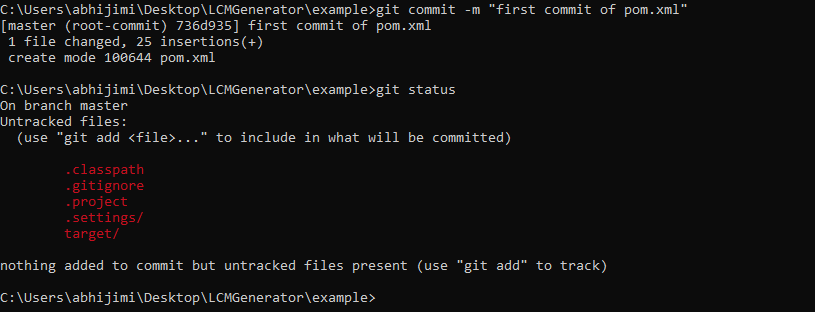 C:\Users\abhijimi\Desktop\LCMGenerator\example>git commit -m "first commit of pom.xml"
[master (root-commit) 736d935] first commit of pom.xml
 1 file changed, 25 insertions(+)
 create mode 100644 pom.xml
C:\Users\abhijimi\Desktop\LCMGenerator\example>git status
On branch master
Untracked files:
  (use "git add <file>..." to include in what will be committed)
        .classpath
        .gitignore
        .project
        .settings/
        target/
nothing added to commit but untracked files present (use "git add" to track)
C:\Users\abhijimi\Desktop\LCMGenerator\example>